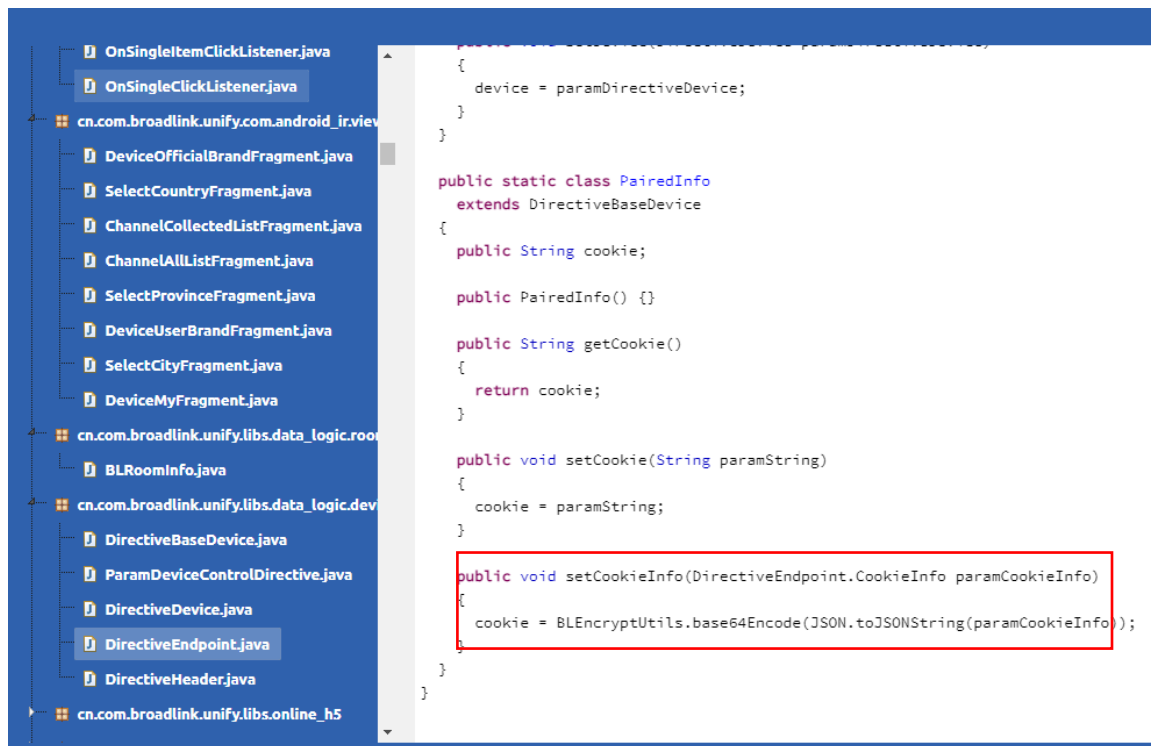 OnSingleItemClickListener.java
OnSingleClickListener.java
cn.com.broadlink.unify.com.android_ir.view
DeviceOfficialBrandFragment.java
SelectCountryFragment.java
ChannelCollectedListFragment.java
ChannelAllListFragment.java
SelectProvinceFragment.java
DeviceUserBrandFragment.java
SelectCityFragment.java
DeviceMyFragment.java
cn.com.broadlink.unify.libs.data_logic.roo
BLRoomInfo.java
cn.com.broadlink.unify.libs.data_logic.dev
DirectiveBaseDevice.java
ParamDeviceControlDirective.java
DirectiveDevice.java
DirectiveEndpoint.java
DirectiveHeader.java
cn.com.broadlink.unify.libs.online_h5
{
device = paramDirectiveDevice;
}
}
public static class PairedInfo
extends DirectiveBaseDevice
{
public String cookie;
public PairedInfo() {}
public String getCookie()
{
return cookie;
}
public void setCookie(String paramString)
{
cookie = paramString;
}
public void setCookieInfo(DirectiveEndpoint.CookieInfo paramCookieInfo)
{
cookie = BLEncryptUtils.base64Encode(JSON.toJSONString(paramCookieInfo));
}
}
}